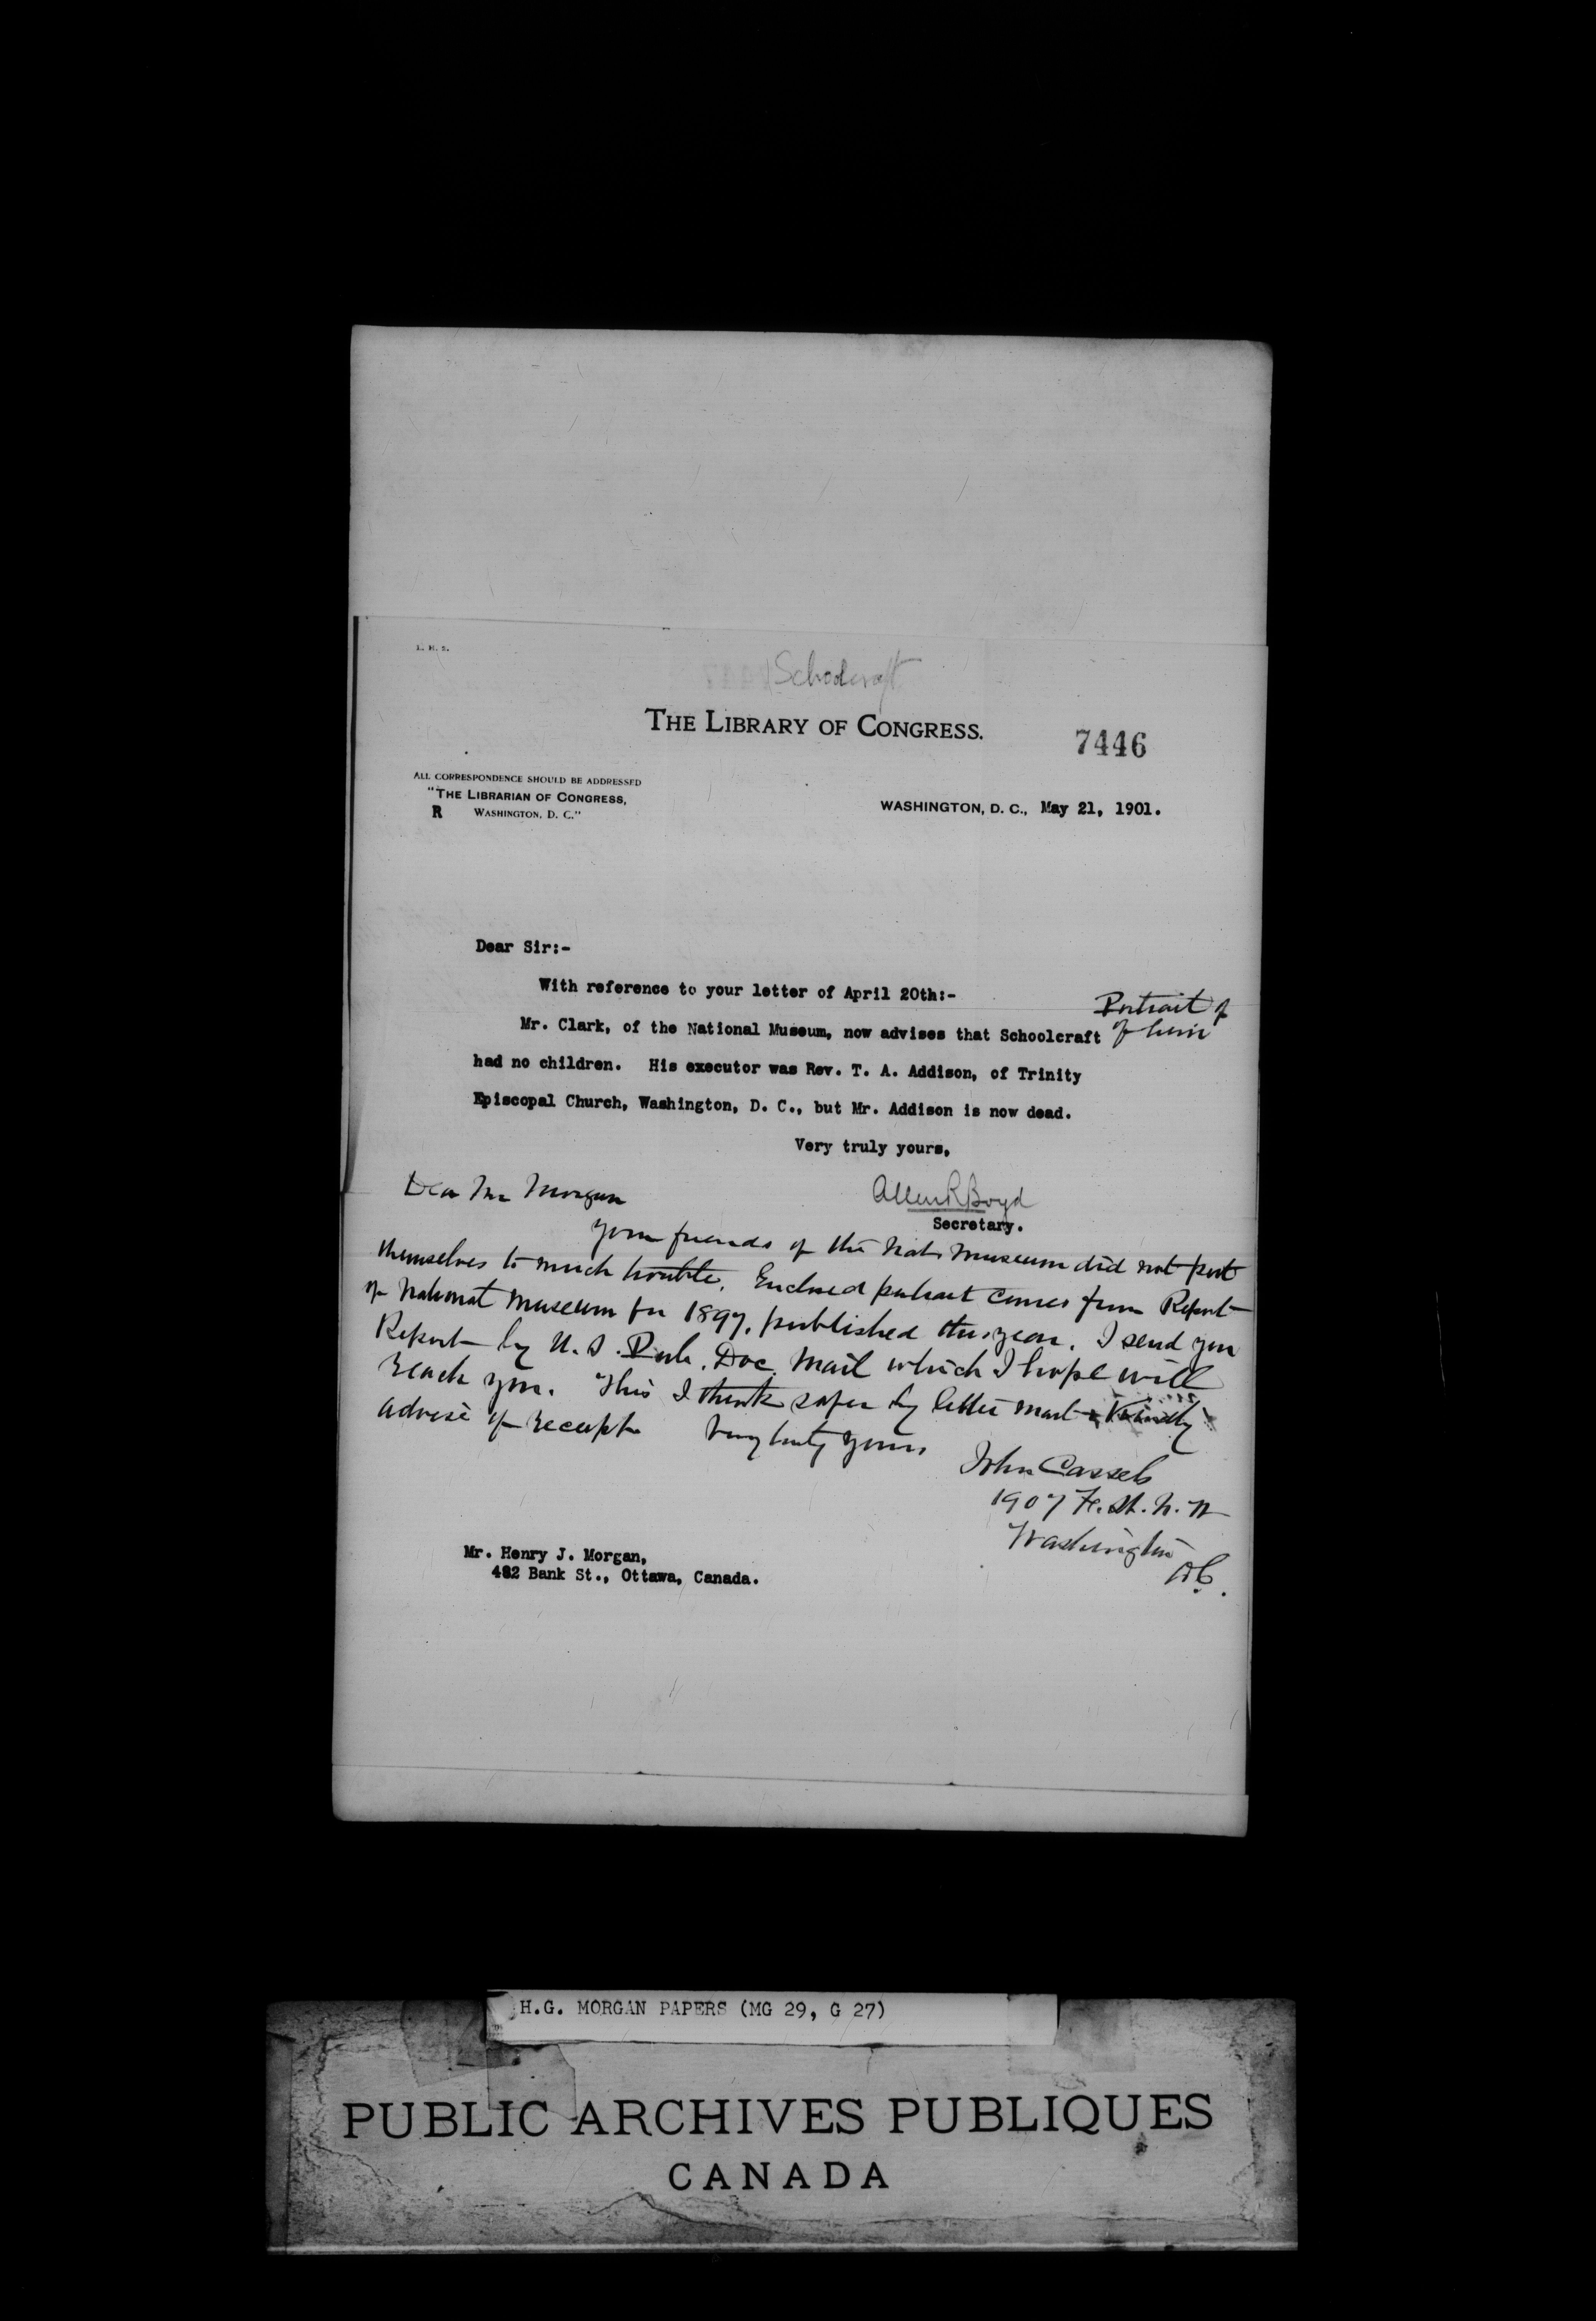 L. H. S.
Schoolcraft
THE LIBRARY OF CONGRESS.
7446
ALL CORRESPONDENCE SHOULD BE ADDRESSED
"THE LIBRARIAN OF CONGRESS,
R WASHINGTON, D. C."
WASHINGTON, D. C., May 21, 1901.
Dear Sir:-
With reference to your letter of April 20th:-
Portrait of
Mr. Clark, of the National Museum, now advises that Schoolcraft
of him
had no children. His executor was Rev. T. A. Addison, of Trinity
Episcopal Church, Washington, D. C., but Mr. Addison is now dead.
Very truly yours,
Allen R Boyd
Secretary.
Dear Mr Morgan
Your friends of the Nat. Museum did not put
themselves to much trouble. Enclosed portrait comes from Report
of National Museum for 1897, published this year. I send you
Report by U. S. Pub. Doc. Mail which I hope will
reach you. This I think safer by letter mail Kindly
advise of receipt. Very truly yours
John Cassels
1907 F. St. N. W
Washington
D.C.
Mr. Henry J. Morgan,
482 Bank St., Ottawa, Canada.
H.G. MORGAN PAPERS (MG 29, G 27)
PUBLIC ARCHIVES PUBLIQUES
CANADA